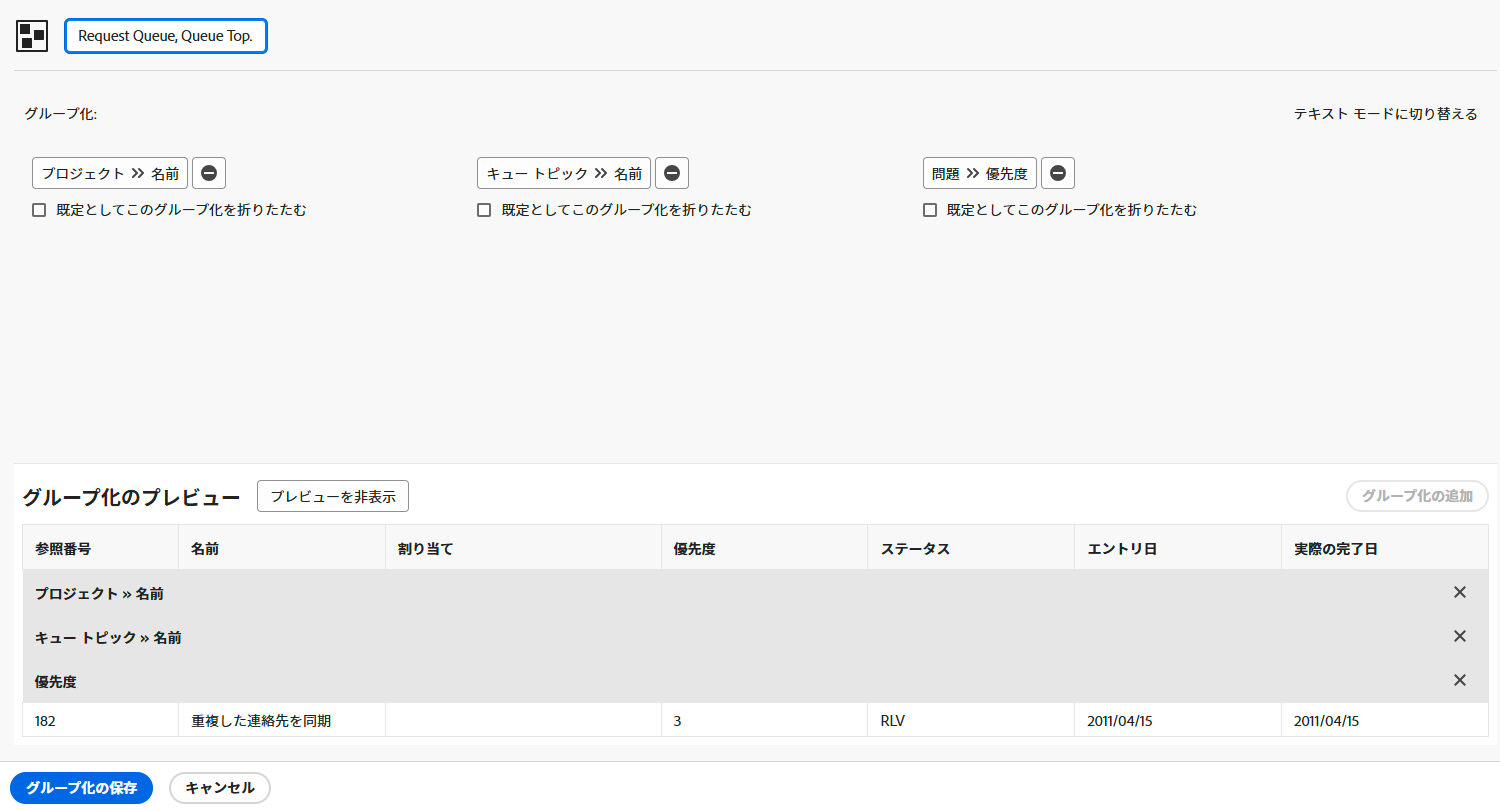 Request Queue, Queue Top.
グループ化:
テキスト モードに切り替える
プロジェクト >> 名前
キュー トピック >> 名前
問題 >> 優先度
既定としてこのグループ化を折りたたむ
既定としてこのグループ化を折りたたむ
既定としてこのグループ化を折りたたむ
グループ化のプレビュー
プレビューを非表示
グループ化の追加
参照番号 名前 割り当て 優先度 ステータス エントリ日 実際の完了日
プロジェクト » 名前
キュー トピック » 名前
優先度
182 重複した連絡先を同期 3 RLV 2011/04/15 2011/04/15
グループ化の保存
キャンセル